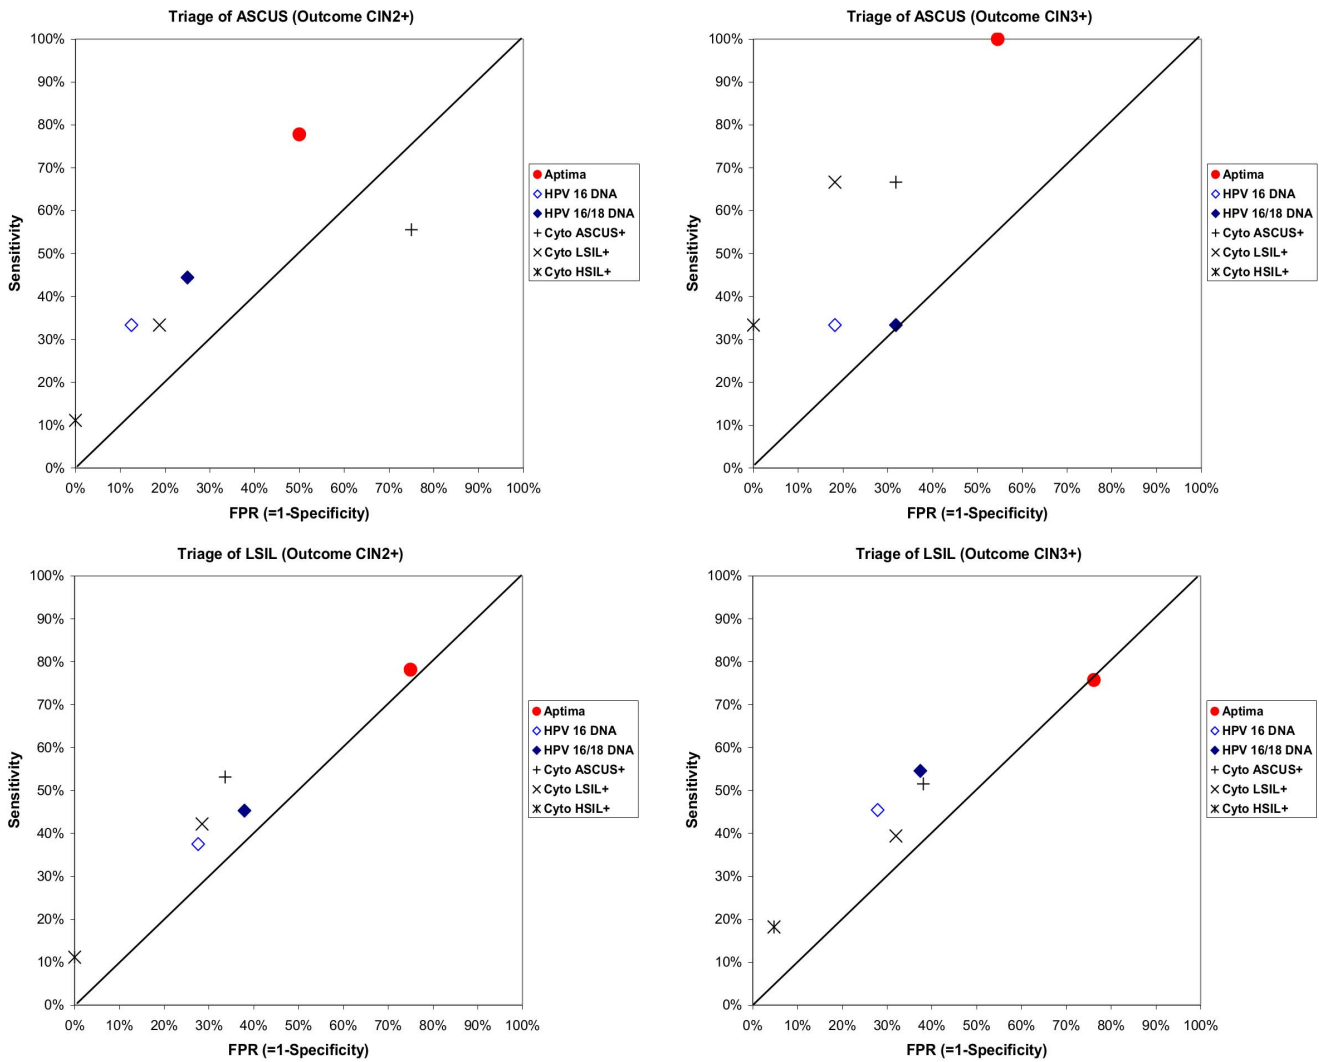 Triage of ASCUS (Outcome CIN2+)
100%
90%
80%
70%
60%
50%
40%
30%
20%
10%
0%
Sensitivity
0% 10% 20% 30% 40% 50% 60% 70% 80% 90% 100%
FPR (=1-Specificity)
Aptima
HPV 16 DNA
HPV 16/18 DNA
Cyto ASCUS+
Cyto LSIL+
Cyto HSIL+
Triage of ASCUS (Outcome CIN3+)
100%
90%
80%
70%
60%
50%
40%
30%
20%
10%
0%
Sensitivity
0% 10% 20% 30% 40% 50% 60% 70% 80% 90% 100%
FPR (=1-Specificity)
Aptima
HPV 16 DNA
HPV 16/18 DNA
Cyto ASCUS+
Cyto LSIL+
Cyto HSIL+
Triage of LSIL (Outcome CIN2+)
100%
90%
80%
70%
60%
50%
40%
30%
20%
10%
0%
Sensitivity
0% 10% 20% 30% 40% 50% 60% 70% 80% 90% 100%
FPR (=1-Specificity)
Aptima
HPV 16 DNA
HPV 16/18 DNA
Cyto ASCUS+
Cyto LSIL+
Cyto HSIL+
Triage of LSIL (Outcome CIN3+)
100%
90%
80%
70%
60%
50%
40%
30%
20%
10%
0%
Sensitivity
0% 10% 20% 30% 40% 50% 60% 70% 80% 90% 100%
FPR (=1-Specificity)
Aptima
HPV 16 DNA
HPV 16/18 DNA
Cyto ASCUS+
Cyto LSIL+
Cyto HSIL+